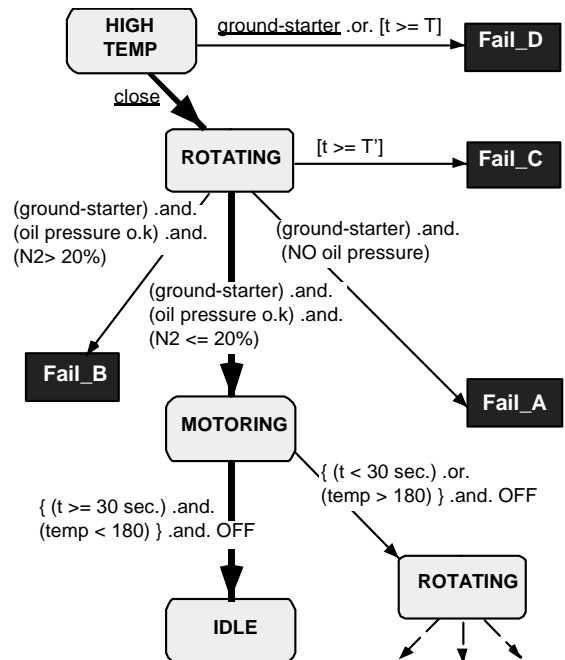 HIGH
TEMP
ground-starter .or. [t >= T]
Fail_D
close
ROTATING
[t >= T']
Fail_C
(ground-starter) .and.
(oil pressure o.k) .and.
(N2> 20%)
(ground-starter) .and.
(NO oil pressure)
(ground-starter) .and.
(oil pressure o.k) .and.
(N2 <= 20%)
Fail_B
Fail_A
MOTORING
{ (t >= 30 sec.) .and.
(temp < 180) } .and. OFF
{ (t < 30 sec.) .or.
(temp > 180) } .and. OFF
ROTATING
IDLE